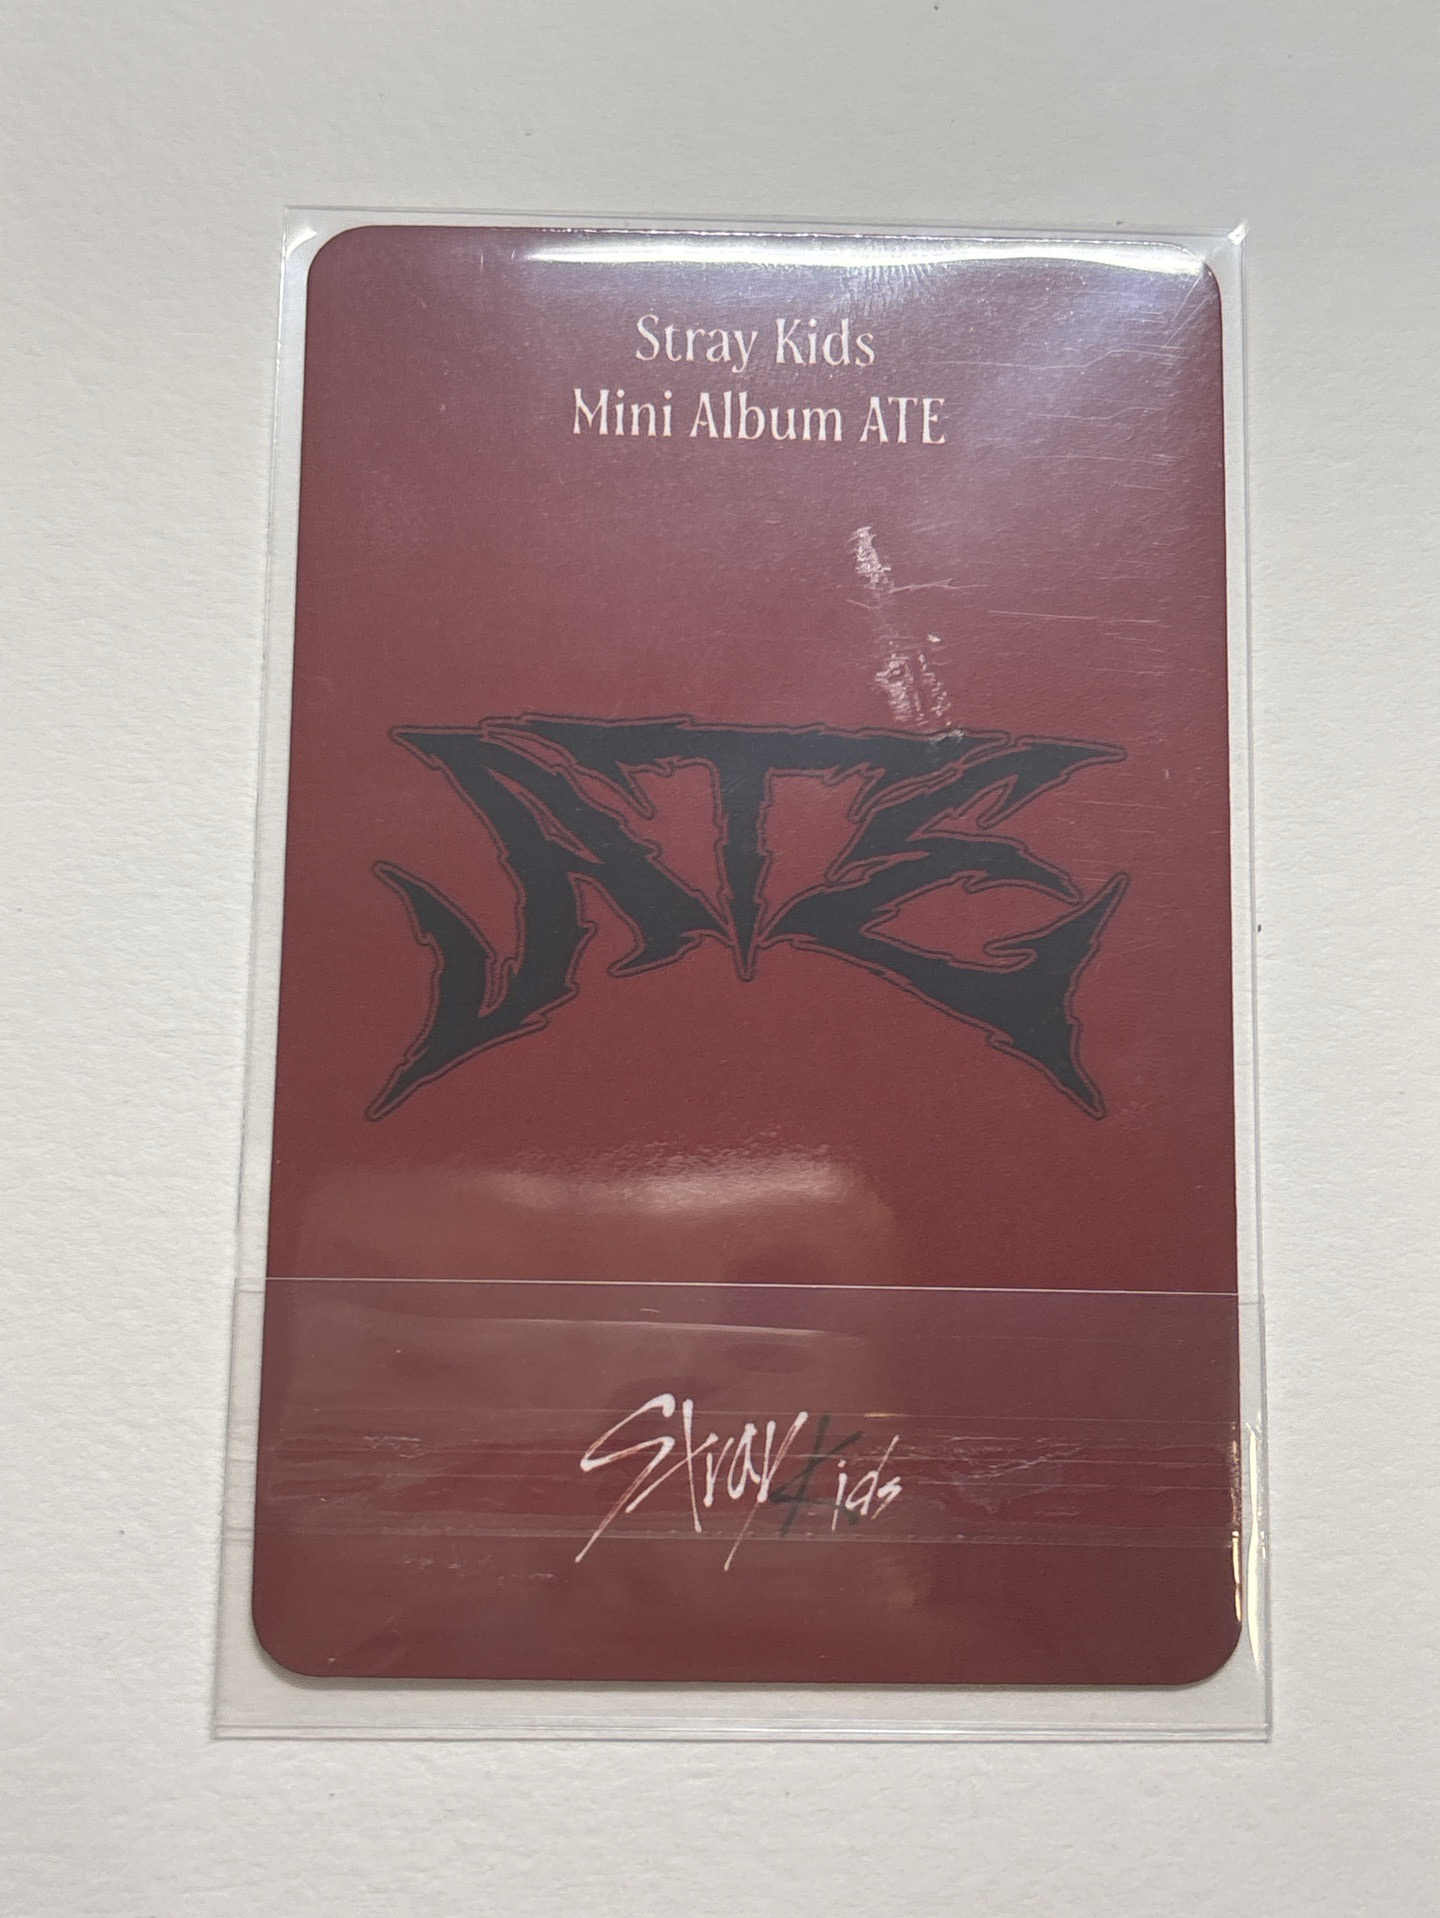 Stray Kids
Mini Album ATE
ATE
Stray Kids